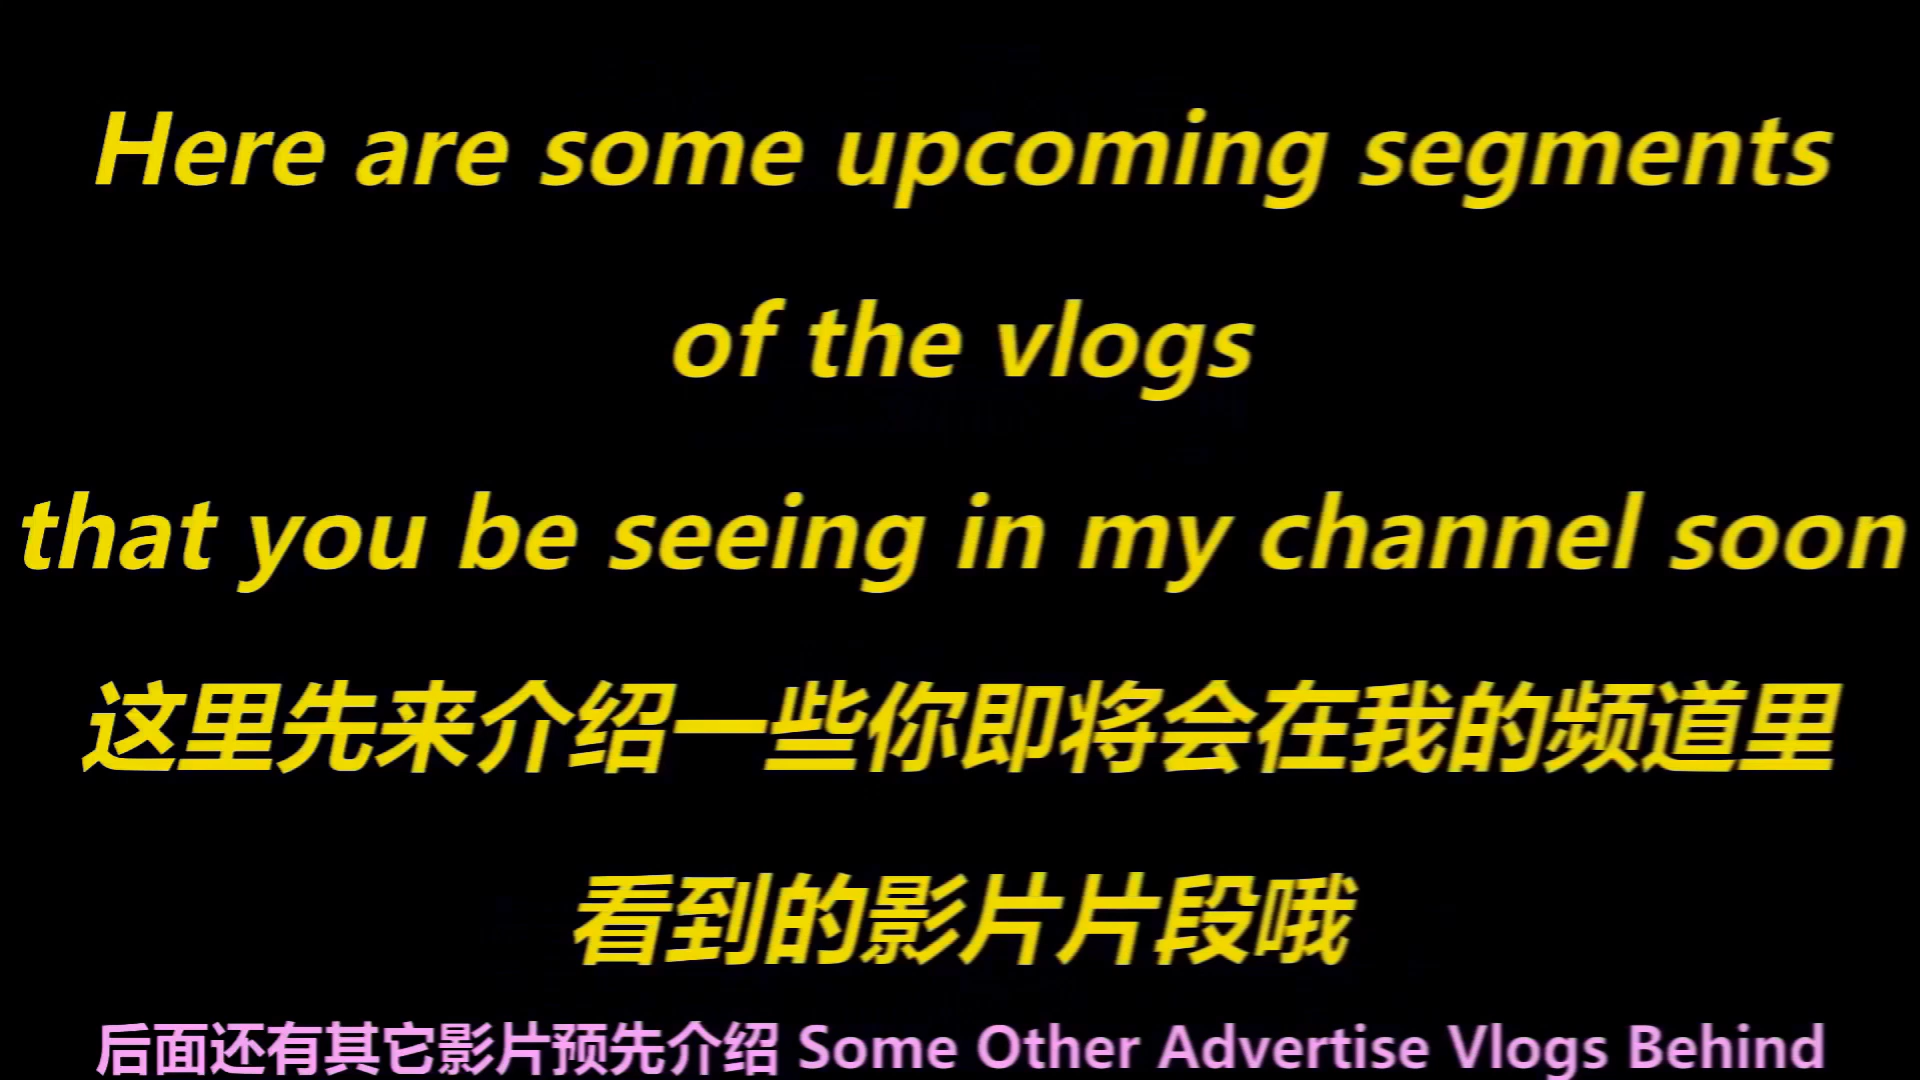 Here are some upcoming segments
of the vlogs
that you be seeing in my channel soon
这里先来介绍一些你即将会在我的频道里
看到的影片片段哦
后面还有其它影片预先介绍 Some Other Advertise Vlogs Behind